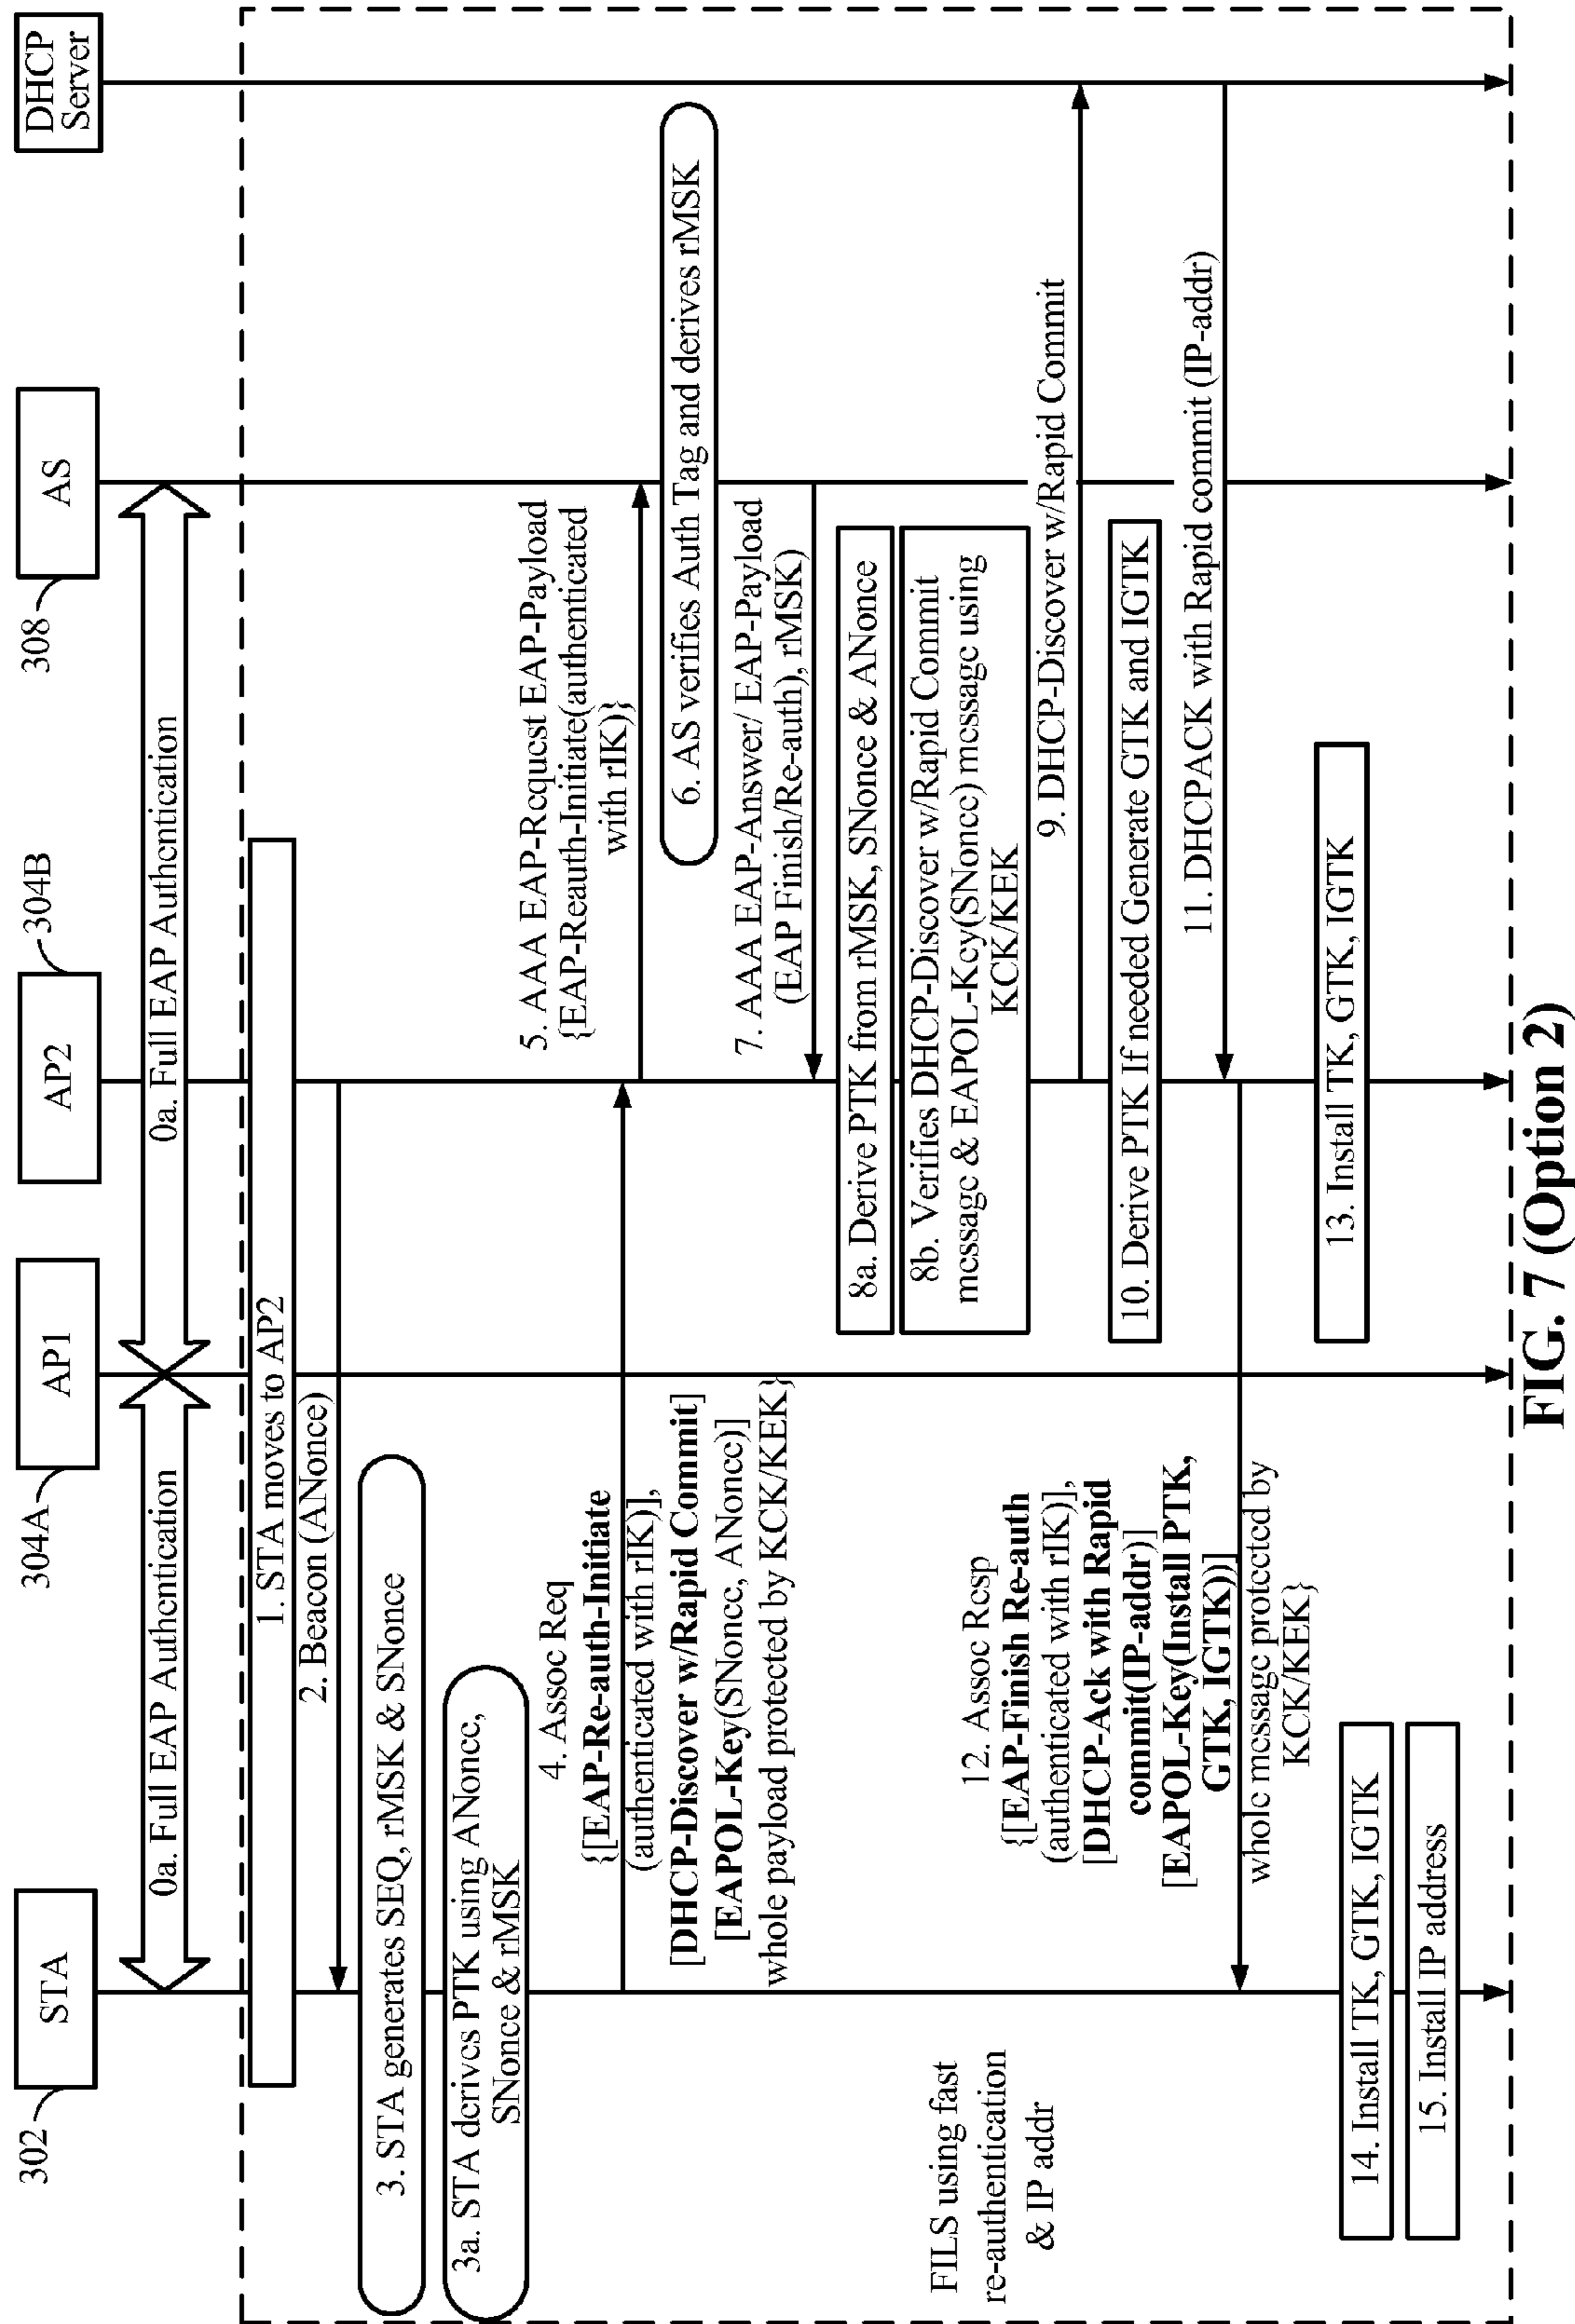 302
STA
304A
AP1
AP2
304B
308
AS
DHCP
Server
0a. Full EAP Authentication
0a. Full EAP Authentication
1. STA moves to AP2
2. Beacon (ANonce)
3. STA generates SEQ, rMSK & SNonce
3a. STA derives PTK using ANonce,
SNonce & rMSK
4. Assoc Req
{[EAP-Re-auth-Initiate
(authenticated with rIK)],
[DHCP-Discover w/Rapid Commit]
[EAPOL-Key(SNonce, ANonce)]
whole payload protected by KCK/KEK}
5. AAA EAP-Request EAP-Payload
{EAP-Reauth-Initiate(authenticated
with rIK)}
6. AS verifies Auth Tag and derives rMSK
7. AAA EAP-Answer/ EAP-Payload
(EAP Finish/Re-auth), rMSK)
8a. Derive PTK from rMSK, SNonce & ANonce
8b. Verifies DHCP-Discover w/Rapid Commit
message & EAPOL-Key(SNonce) message using
KCK/KEK
9. DHCP-Discover w/Rapid Commit
10. Derive PTK If needed Generate GTK and IGTK
11. DHCPACK with Rapid commit (IP-addr)
FILS using fast
re-authentication
& IP addr
12. Assoc Resp
{[EAP-Finish Re-auth
(authenticated with rIK)],
[DHCP-Ack with Rapid
commit(IP-addr)]
[EAPOL-Key(Install PTK,
GTK, IGTK))]
whole message protected by
KCK/KEK}
13. Install TK, GTK, IGTK
14. Install TK, GTK, IGTK
15. Install IP address
FIG. 7 (Option 2)